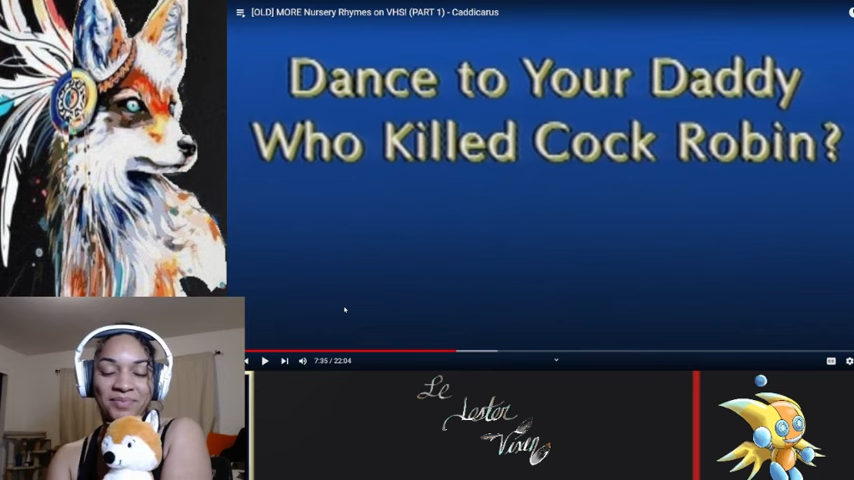 [OLD] MORE Nursery Rhymes on VHS! (PART 1) - Caddicarus
Dance to Your Daddy
Who Killed Cock Robin?
7:35 / 22:04
Le
Lestor
Vixen